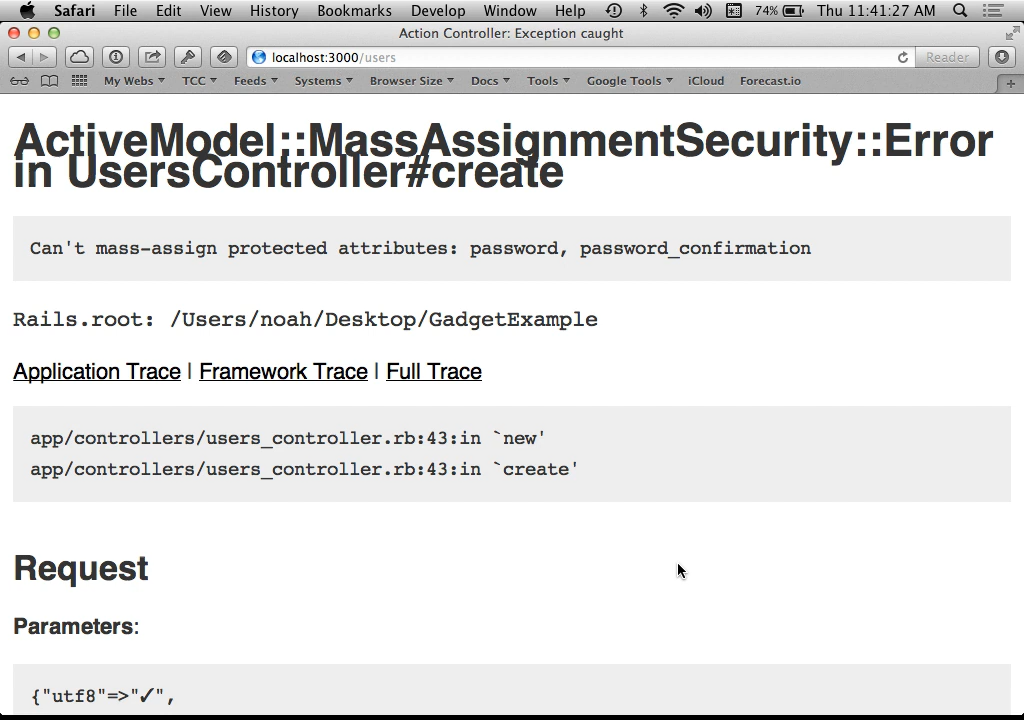 Safari File Edit View History Bookmarks Develop Window Help 74% Thu 11:41:27 AM
Action Controller: Exception caught
localhost:3000/users Reader
My Webs TCC Feeds Systems Browser Size Docs Tools Google Tools iCloud Forecast.io
ActiveModel::MassAssignmentSecurity::Error
in UsersController#create
Can't mass-assign protected attributes: password, password_confirmation
Rails.root: /Users/noah/Desktop/GadgetExample
Application Trace | Framework Trace | Full Trace
app/controllers/users_controller.rb:43:in `new'
app/controllers/users_controller.rb:43:in `create'
Request
Parameters:
{"utf8"=>"✓",